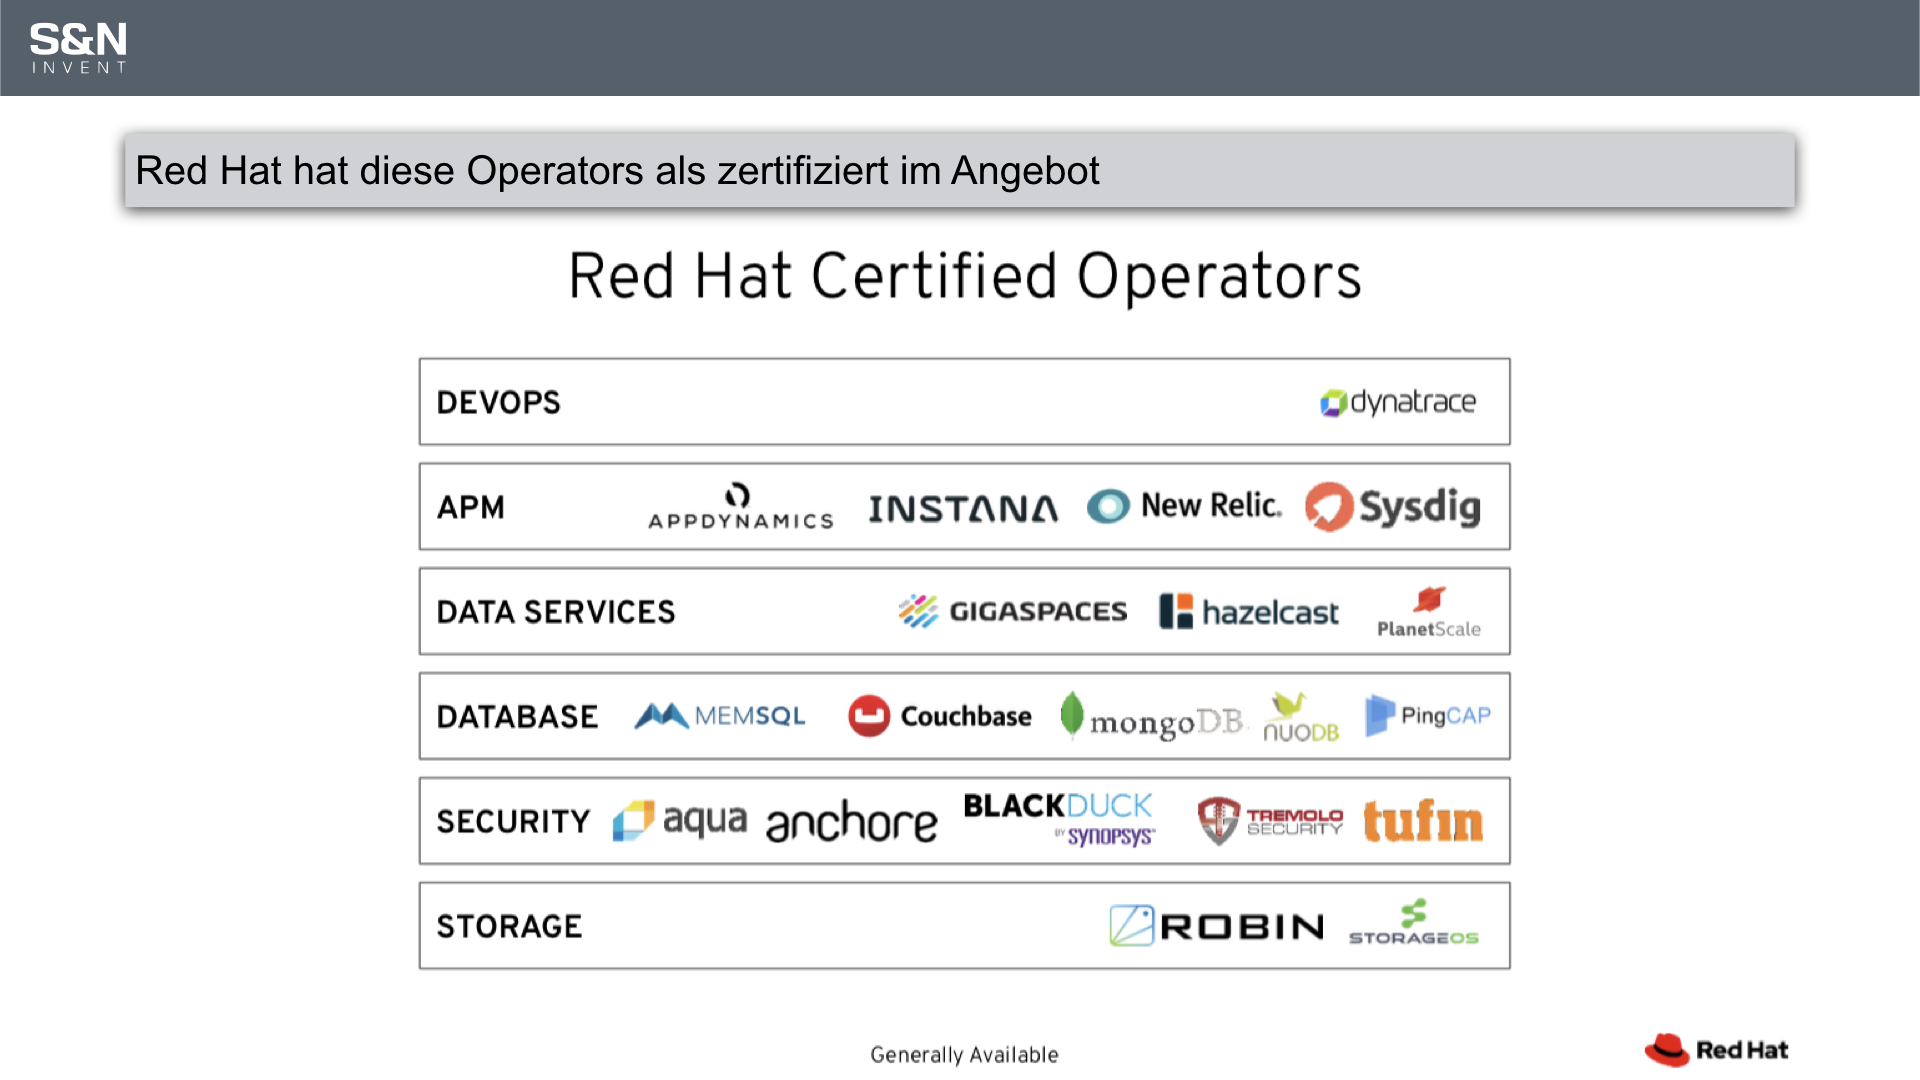 S&N
INVENT
Red Hat hat diese Operators als zertifiziert im Angebot
Red Hat Certified Operators
DEVOPS dynatrace
APM APPDYNAMICS INSTANA New Relic. Sysdig
DATA SERVICES GIGASPACES hazelcast PlanetScale
DATABASE MEMSQL Couchbase mongoDB NUODB PingCAP
SECURITY aqua anchore BLACKDUCK BY SYNOPSYS TREMOLO SECURITY tufin
STORAGE ROBIN STORAGEOS
Generally Available
Red Hat